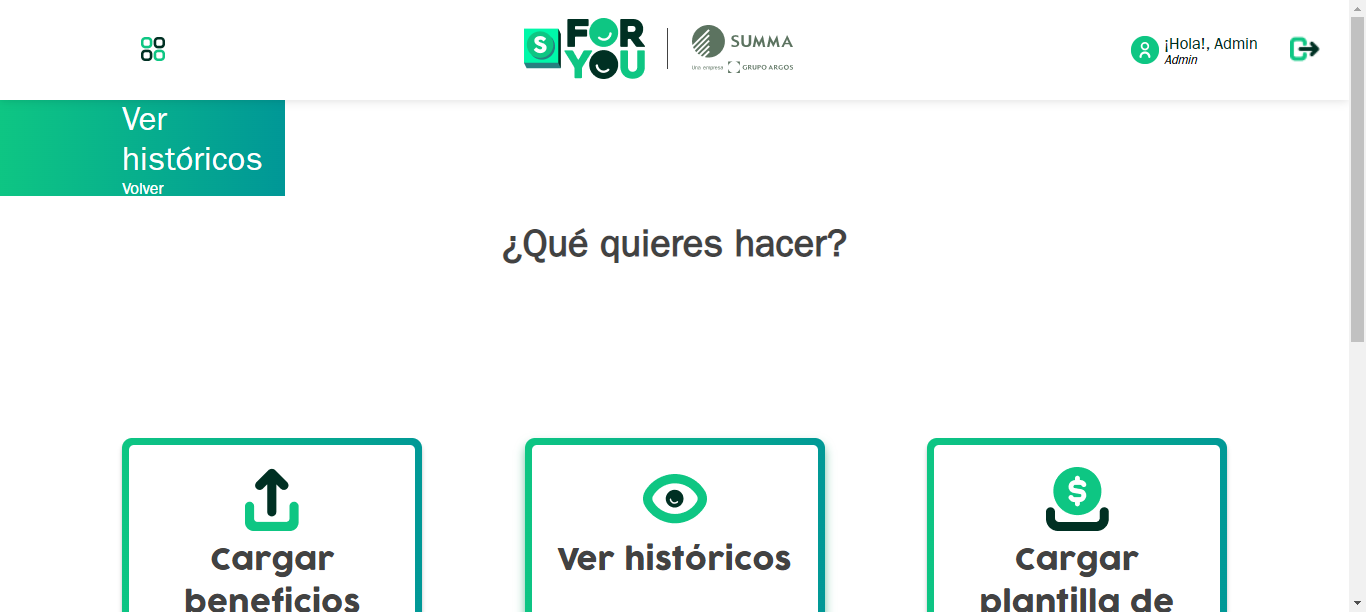 S
FOR
YOU
SUMMA
Una empresa GRUPO ARGOS
¡Hola!, Admin
Admin
Ver
históricos
Volver
¿Qué quieres hacer?
Cargar
beneficios
Ver históricos
$
Cargar
plantilla de